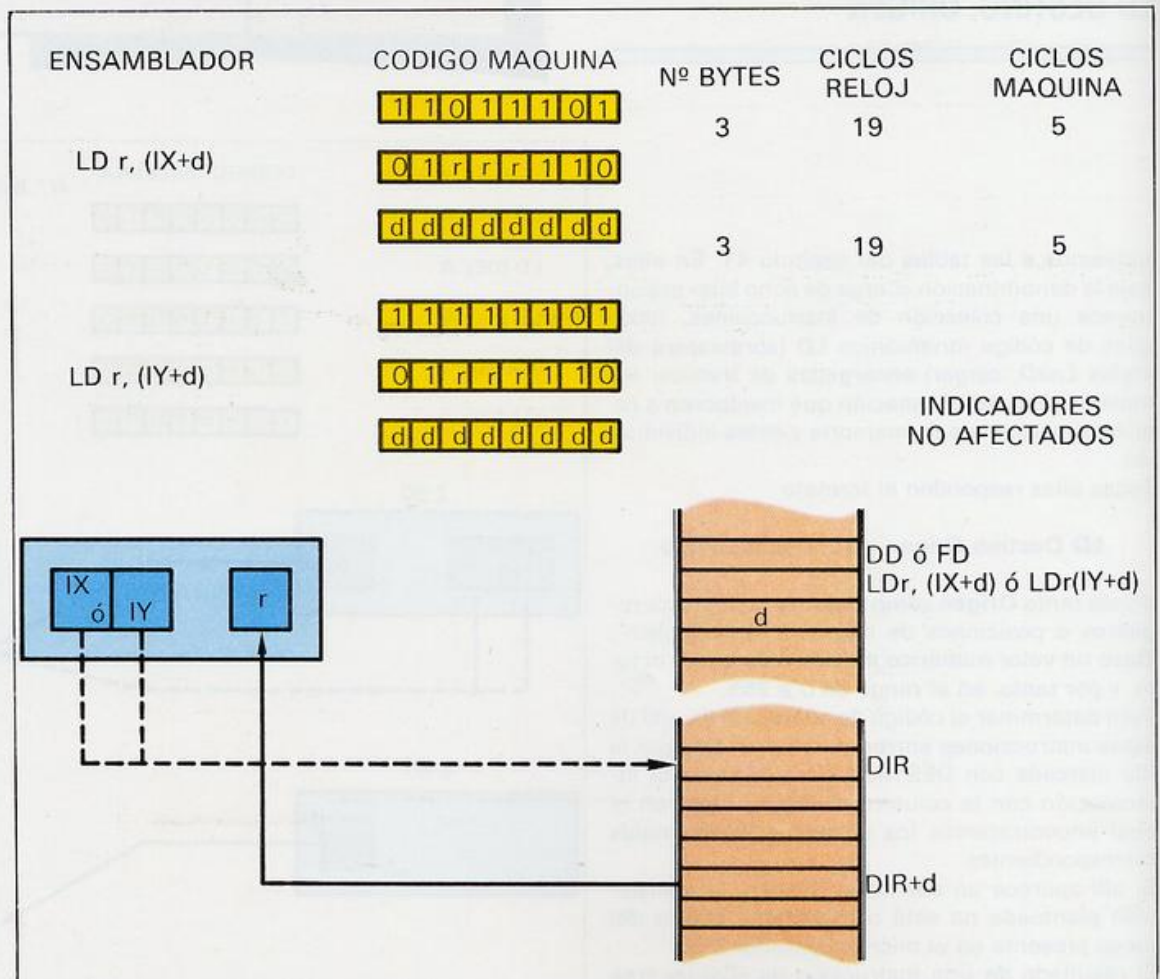 ENSAMBLADOR CODIGO MAQUINA Nº BYTES CICLOS RELOJ CICLOS MAQUINA
1 1 0 1 1 1 0 1
3 19 5
LD r, (IX+d)
0 1 r r r 1 1 0
d d d d d d d d
3 19 5
1 1 1 1 1 1 0 1
LD r, (IY+d)
0 1 r r r 1 1 0
d d d d d d d d
INDICADORES
NO AFECTADOS
IX
ó IY
r
DD ó FD
LDr, (IX+d) ó LDr(IY+d)
d
DIR
DIR+d